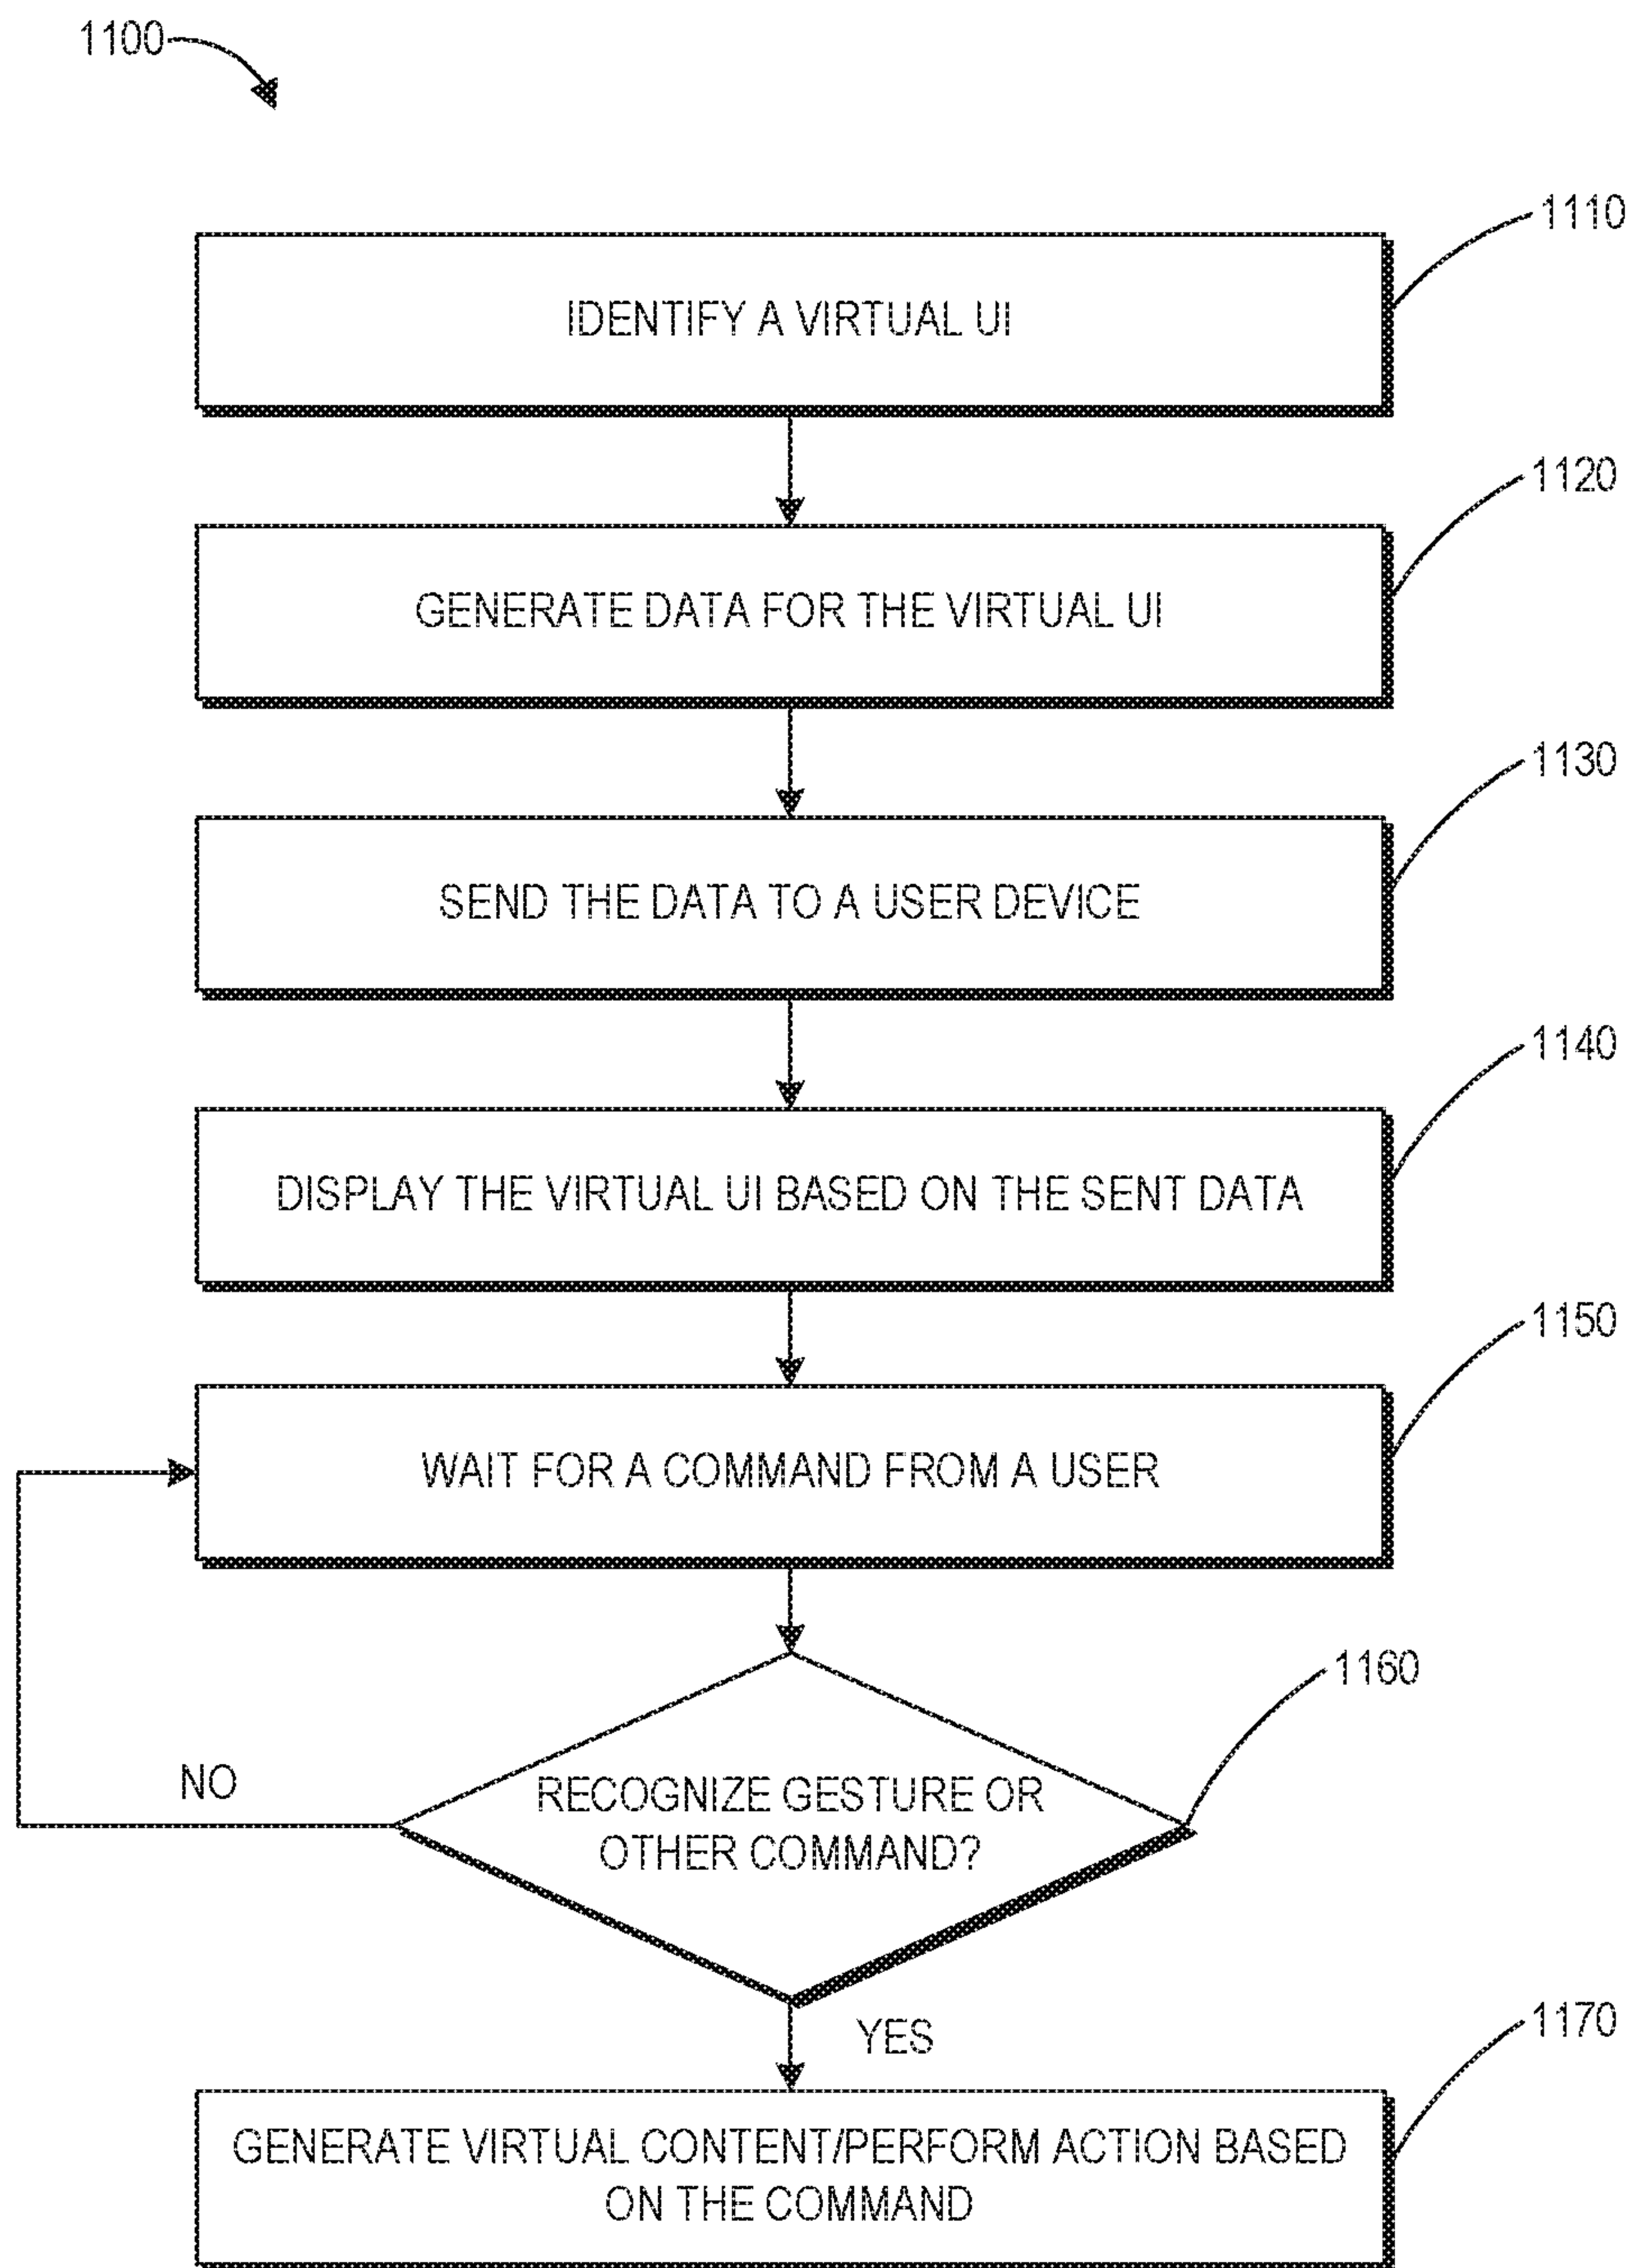 1100
1110
IDENTIFY A VIRTUAL UI
1120
GENERATE DATA FOR THE VIRTUAL UI
1130
SEND THE DATA TO A USER DEVICE
1140
DISPLAY THE VIRTUAL UI BASED ON THE SENT DATA
1150
WAIT FOR A COMMAND FROM A USER
1160
NO
RECOGNIZE GESTURE OR
OTHER COMMAND?
YES
1170
GENERATE VIRTUAL CONTENT/PERFORM ACTION BASED
ON THE COMMAND